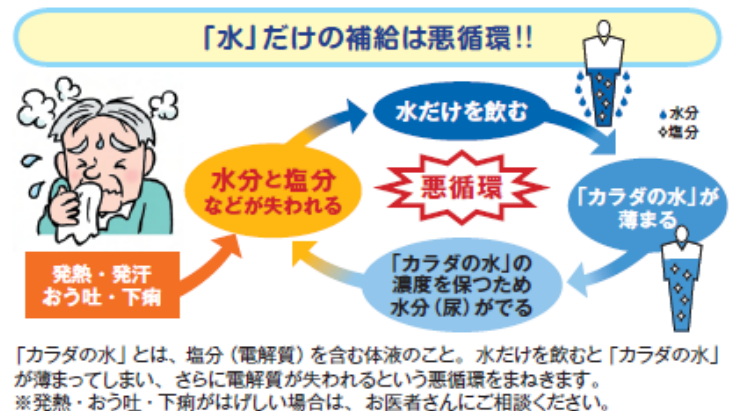 「水」だけの補給は悪循環!!
水だけを飲む
水分
塩分
水分と塩分
などが失われる
悪循環
「カラダの水」が
薄まる
発熱・発汗
おう吐・下痢
「カラダの水」の
濃度を保つため
水分（尿）がでる
「カラダの水」とは、塩分（電解質）を含む体液のこと。水だけを飲むと「カラダの水」
が薄まってしまい、さらに電解質が失われるという悪循環をまねきます。
※発熱・おう吐・下痢がはげしい場合は、お医者さんにご相談ください。